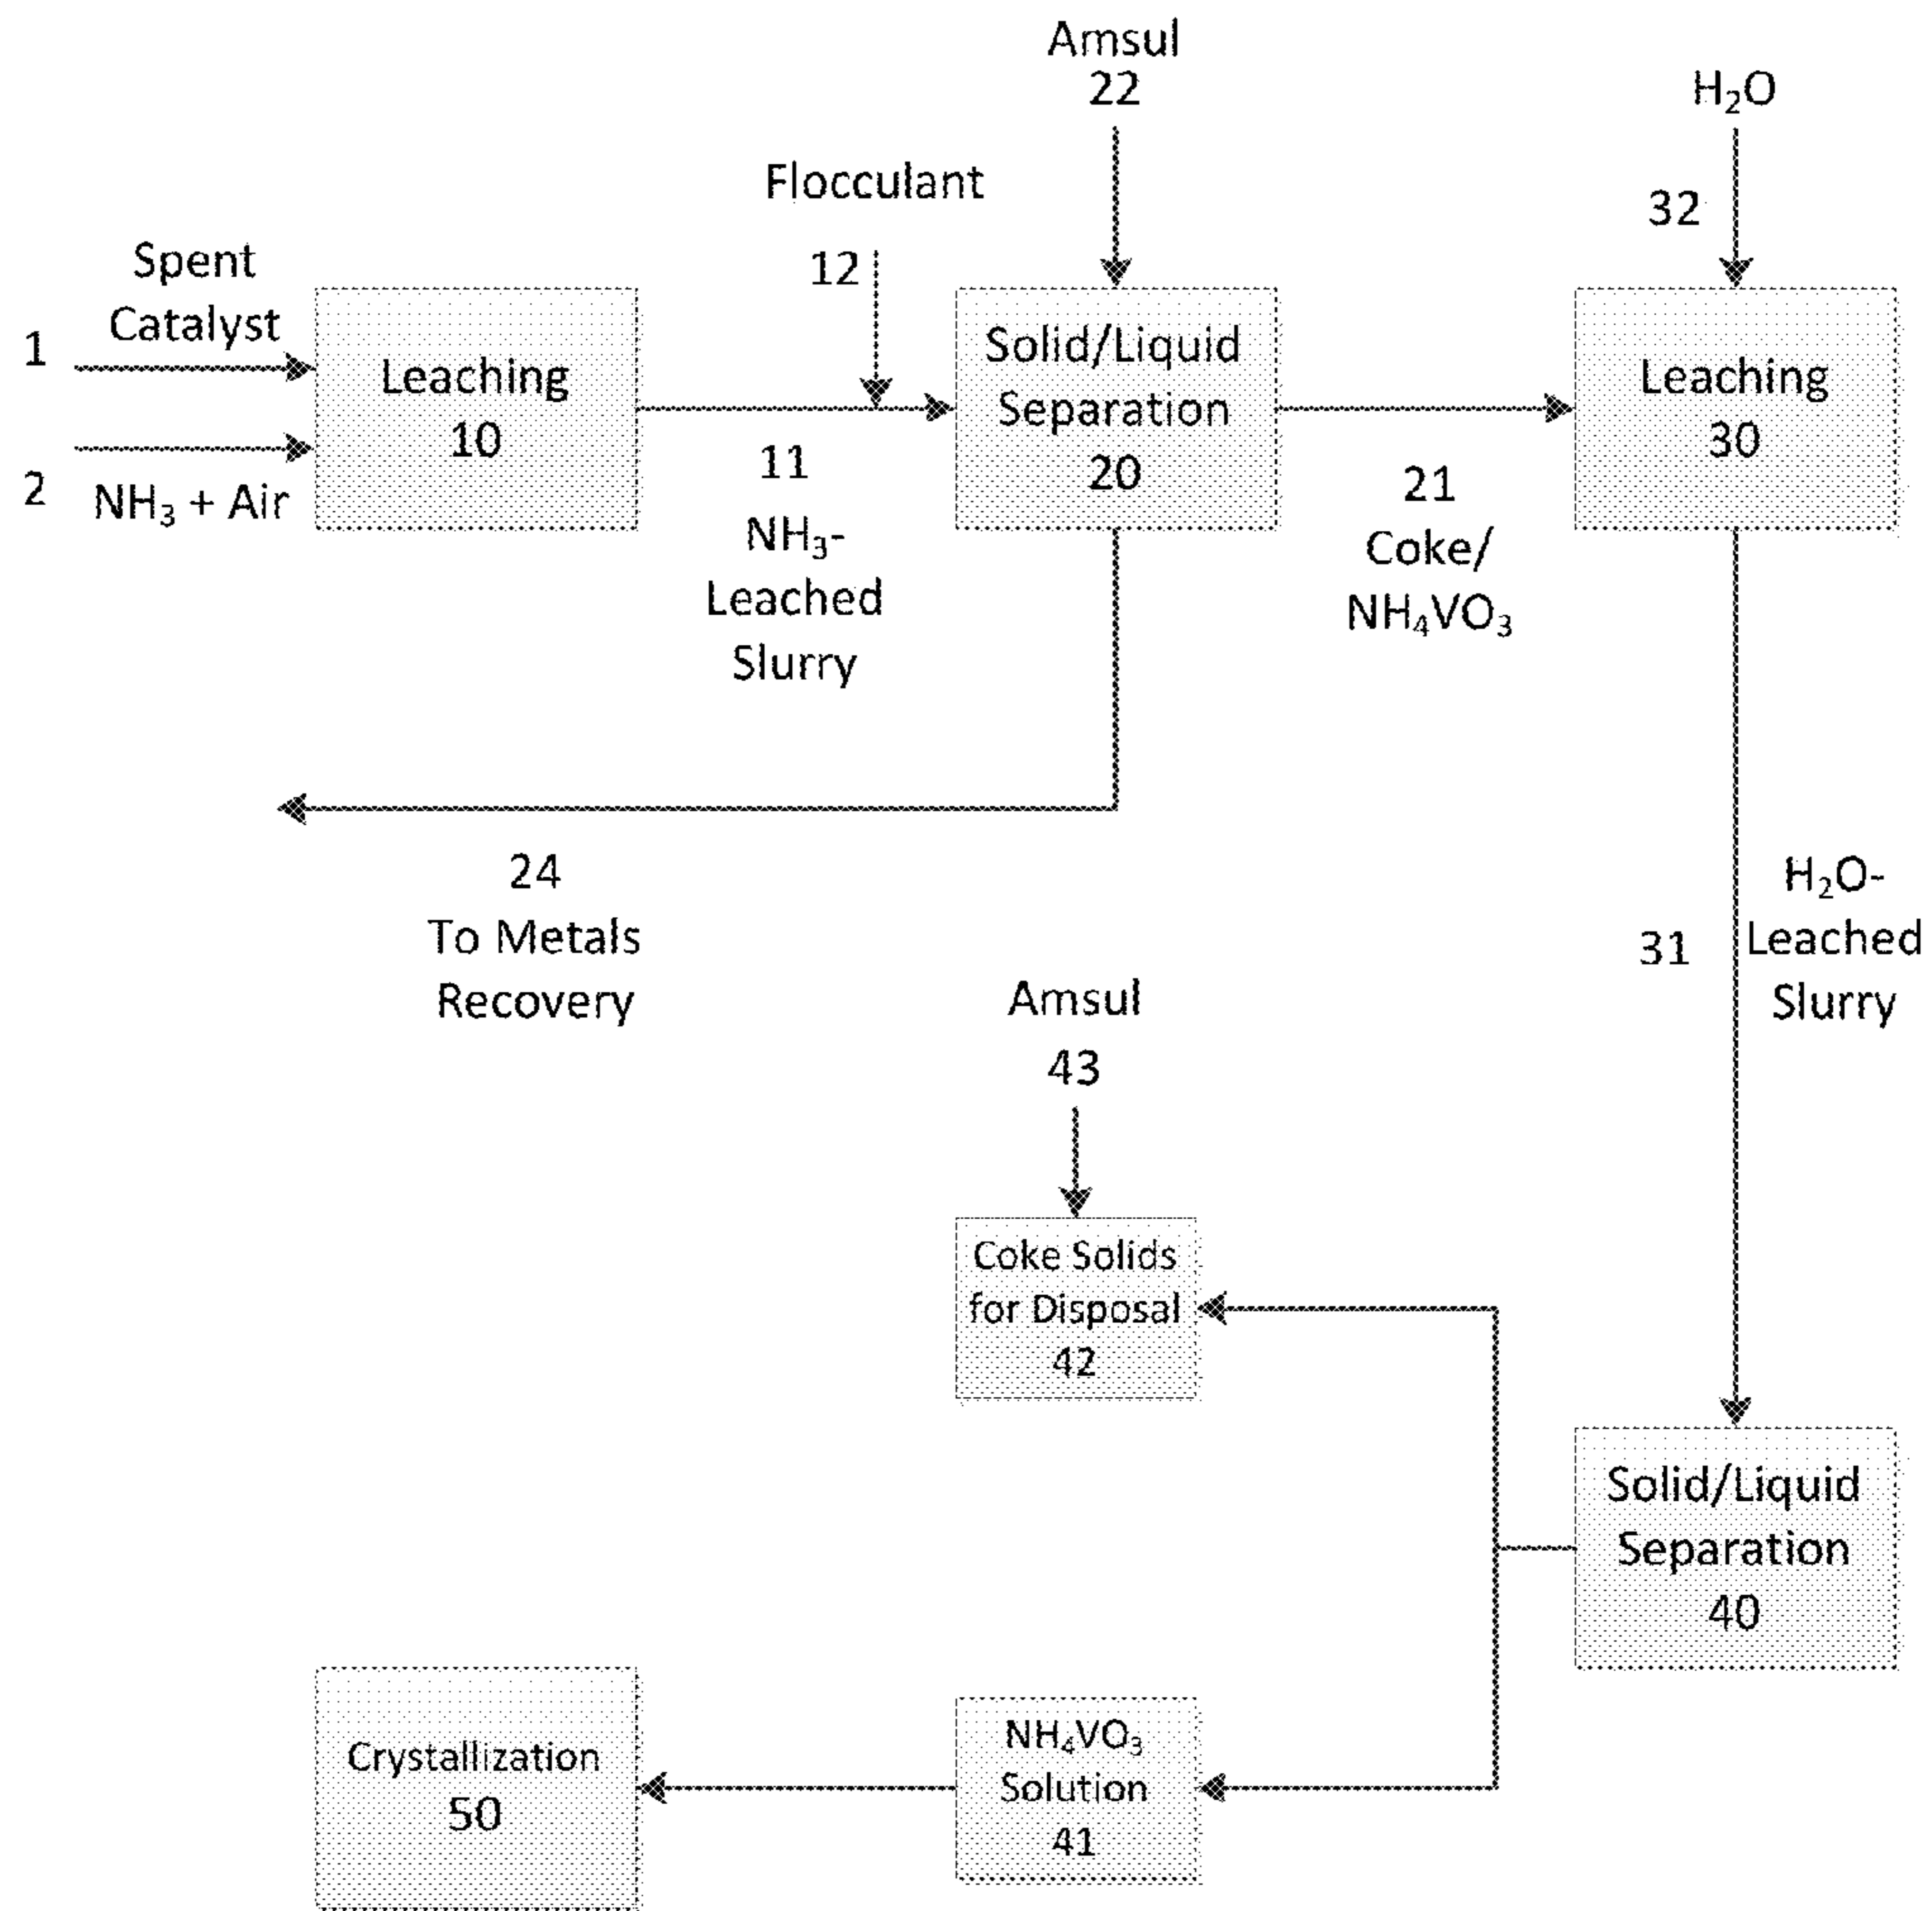 Amsul
22
H₂O
32
Flocculant
12
Spent
Catalyst
1
2
NH₃ + Air
Leaching
10
11
NH₃-
Leached
Slurry
Solid/Liquid
Separation
20
21
Coke/
NH₄VO₃
Leaching
30
24
To Metals
Recovery
31
H₂O-
Leached
Slurry
Amsul
43
Coke Solids
for Disposal
42
Solid/Liquid
Separation
40
NH₄VO₃
Solution
41
Crystallization
50